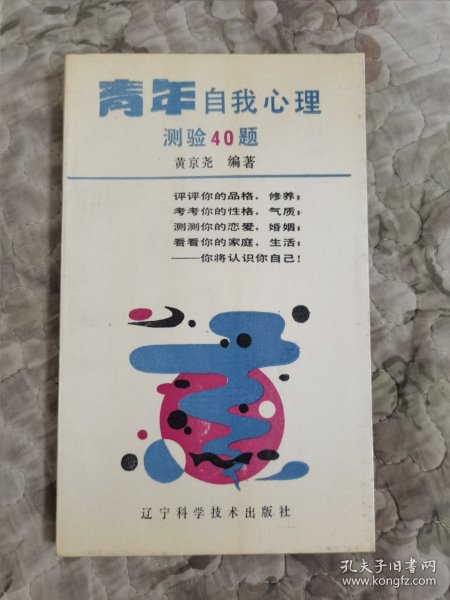 青年自我心理
测验40题
黄京尧 编著
评评你的品格，修养；
考考你的性格，气质；
测测你的恋爱，婚姻；
看看你的家庭，生活；
——你将认识你自己！
辽宁科学技术出版社
孔夫子旧书网
www.kongfz.com